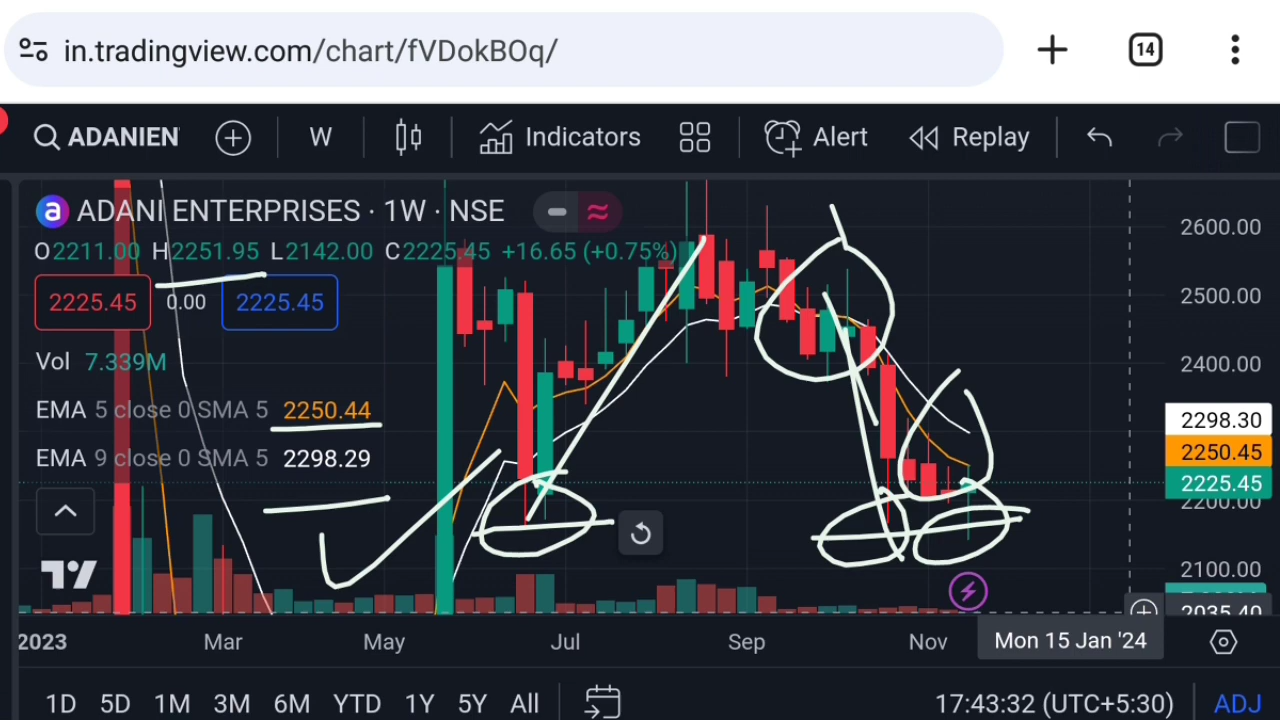 in.tradingview.com/chart/fVDokBOq/
14
ADANIEN
W
Indicators
Alert
Replay
a ADANI ENTERPRISES · 1W · NSE
O2211.00 H2251.95 L2142.00 C2225.45 +16.65 (+0.75%)
2225.45
0.00
2225.45
Vol 7.339M
EMA 5 close 0 SMA 5 2250.44
EMA 9 close 0 SMA 5 2298.29
2600.00
2500.00
2400.00
2298.30
2250.45
2225.45
2200.00
2100.00
2035.40
2023
Mar
May
Jul
Sep
Nov
Mon 15 Jan '24
1D 5D 1M 3M 6M YTD 1Y 5Y All
17:43:32 (UTC+5:30)
ADJ